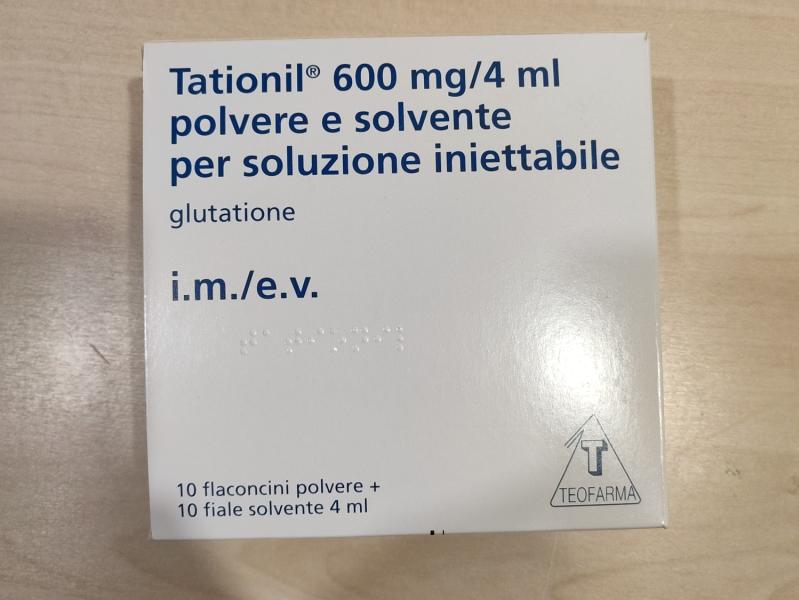 Tationil® 600 mg/4 ml
polvere e solvente
per soluzione iniettabile
glutatione
i.m./e.v.
10 flaconcini polvere +
10 fiale solvente 4 ml
T
TEOFARMA